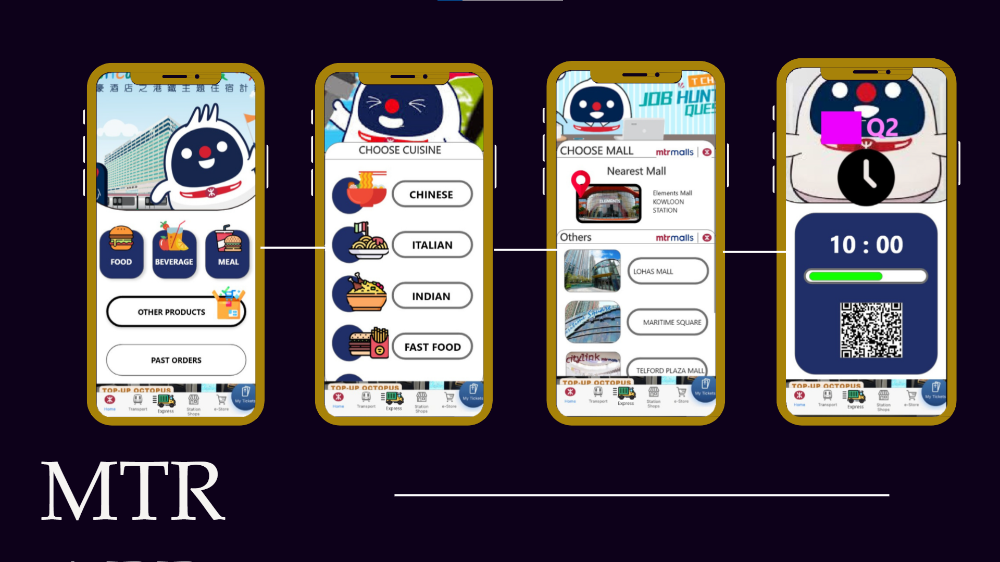 豪酒店之港鐵主題住宿計
FOOD
BEVERAGE
MEAL
OTHER PRODUCTS
PAST ORDERS
TOP-UP OCTOPUS
Home
Transport
Express
Station Shops
e-Store
My Tickets
CHOOSE CUISINE
CHINESE
ITALIAN
INDIAN
FAST FOOD
TOP-UP OCTOPUS
Home
Transport
Express
Station Shops
e-Store
My Tickets
T CH
JOB HUNT
QUES
CHOOSE MALL
mtrmalls
Nearest Mall
ELEMENTS
Elements Mall
KOWLOON
STATION
Others
mtrmalls
LOHAS MALL
Maritime Square
MARITIME SQUARE
citylink
TELFORD PLAZA MALL
TOP-UP OCTOPUS
Home
Transport
Express
Station Shops
e-Store
My Tickets
Q2
10 : 00
TOP-UP OCTOPUS
Home
Transport
Express
Station Shops
e-Store
My Tickets
MTR